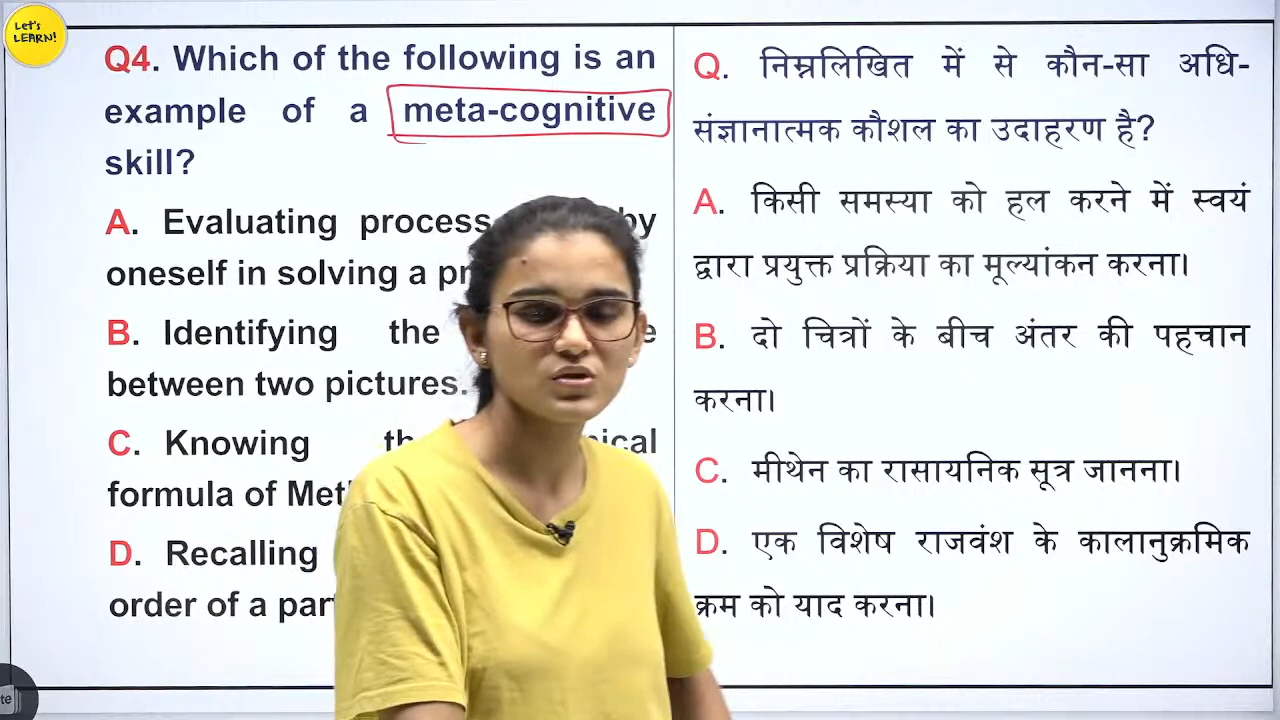 Let's
LEARN!
Q4. Which of the following is an
example of a meta-cognitive
skill?
A. Evaluating by
oneself in solving a
B. Identifying the
between two pictures.
C. Knowing
formula of
D. Recalling
order of a
Q. निम्नलिखित में से कौन-सा अधि-
संज्ञानात्मक कौशल का उदाहरण है?
A. किसी समस्या को हल करने में स्वयं
द्वारा प्रयुक्त प्रक्रिया का मूल्यांकन करना।
B. दो चित्रों के बीच अंतर की पहचान
करना।
C. मीथेन का रासायनिक सूत्र जानना।
D. एक विशेष राजवंश के कालानुक्रमिक
क्रम को याद करना।